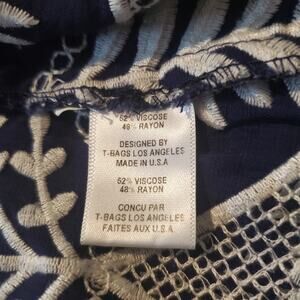 52% VISCOSE
48% RAYON
DESIGNED BY
T-BAGS LOS ANGELES
MADE IN U.S.A
52% VISCOSE
48% RAYON
CONCU PAR
T-BAGS LOS ANGELES
FAITES AUX U.S.A